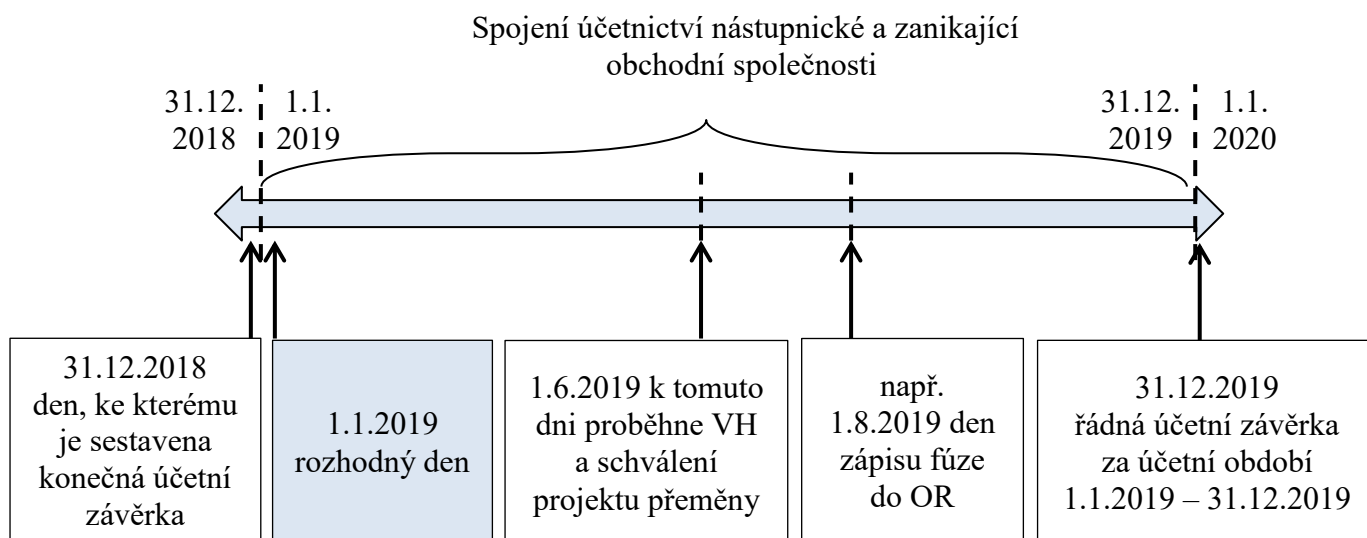 Spojení účetnictví nástupnické a zanikající
obchodní společnosti
31.12.
2018
1.1.
2019
31.12.
2019
1.1.
2020
31.12.2018
den, ke kterému
je sestavena
konečná účetní
závěrka
1.1.2019
rozhodný den
1.6.2019 k tomuto
dni proběhne VH
a schválení
projektu přeměny
např.
1.8.2019 den
zápisu fúze
do OR
31.12.2019
řádná účetní závěrka
za účetní období
1.1.2019 – 31.12.2019